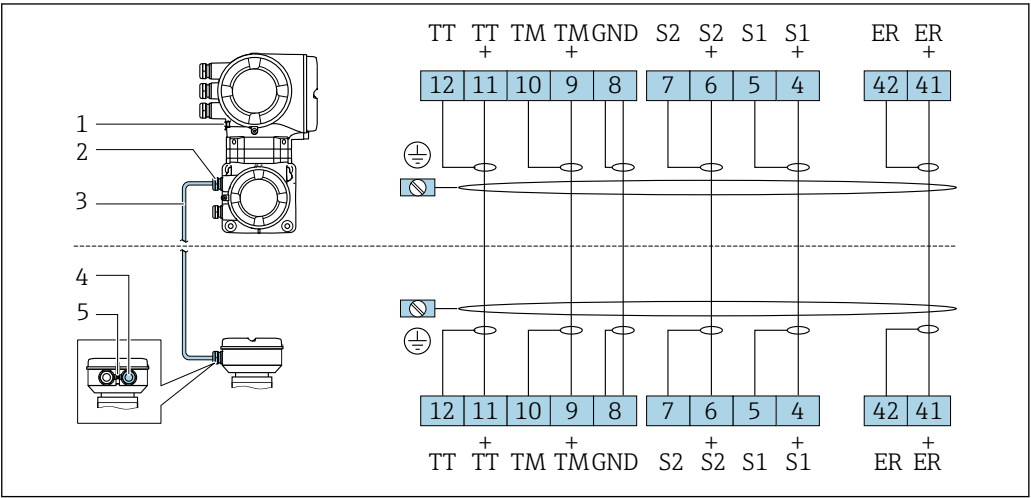 TT TT TM TM GND S2 S2 S1 S1 ER ER
+ + + + +
12 11 10 9 8 7 6 5 4 42 41
1
2
3
4
5
12 11 10 9 8 7 6 5 4 42 41
+ + + + +
TT TT TM TM GND S2 S2 S1 S1 ER ER